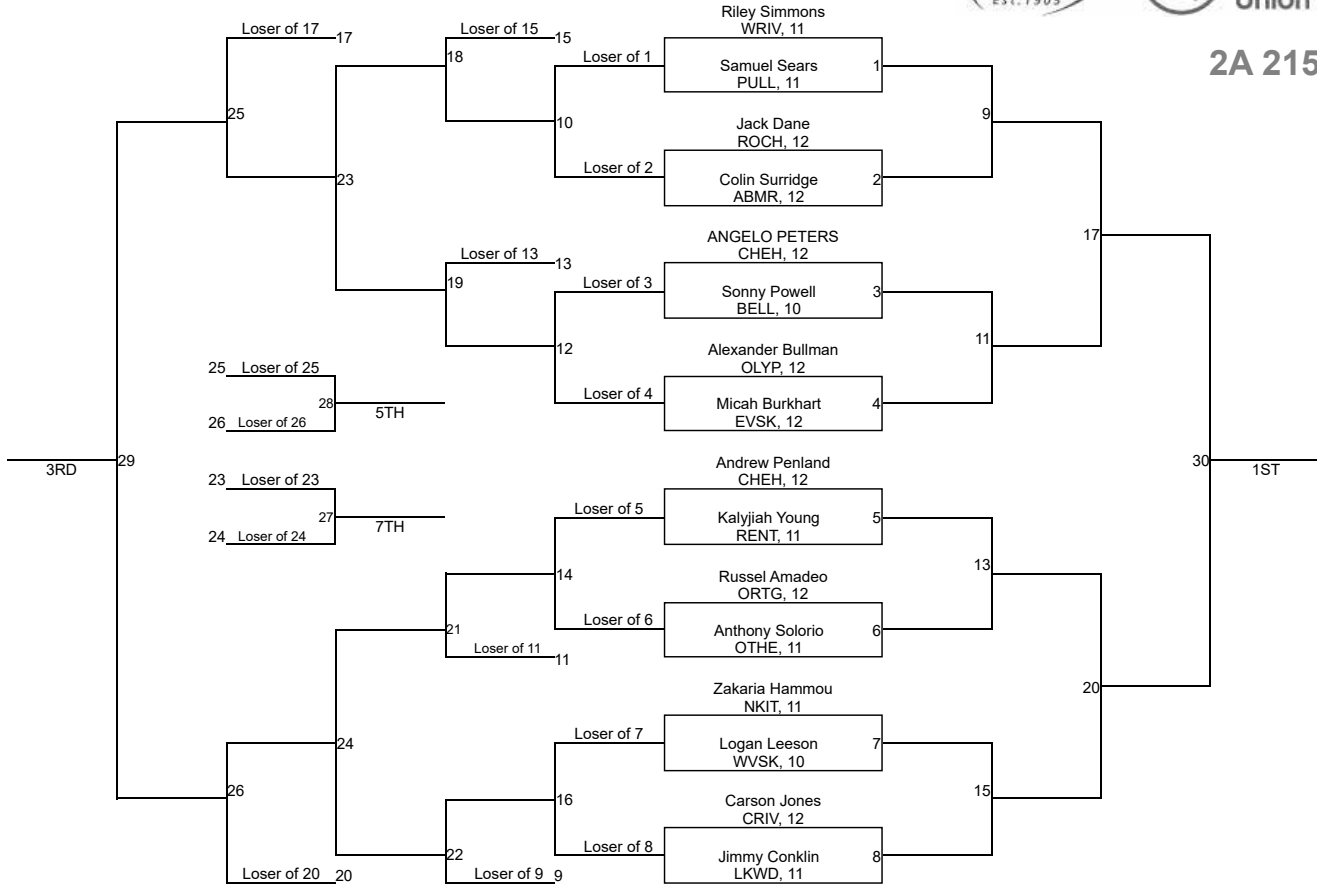 EST. 1905
Union
2A 215
Riley Simmons
WRIV, 11
Loser of 17
17
Loser of 15
15
18
Loser of 1
Samuel Sears
1
PULL, 11
25
10
9
Jack Dane
ROCH, 12
Loser of 2
23
Colin Surridge
2
ABMR, 12
ANGELO PETERS
CHEH, 12
17
Loser of 13
13
19
Loser of 3
Sonny Powell
3
BELL, 10
12
11
Alexander Bullman
OLYP, 12
25
Loser of 25
28
5TH
Loser of 4
Micah Burkhart
4
EVSK, 12
26
Loser of 26
Andrew Penland
CHEH, 12
3RD
29
30
1ST
23
Loser of 23
27
7TH
Loser of 5
Kalyjiah Young
5
RENT, 11
24
Loser of 24
14
13
Russel Amadeo
ORTG, 12
21
Loser of 6
Anthony Solorio
6
OTHE, 11
Loser of 11
11
Zakaria Hammou
NKIT, 11
20
24
Loser of 7
Logan Leeson
7
WVSK, 10
26
16
15
Carson Jones
CRIV, 12
22
Loser of 8
Jimmy Conklin
8
LKWD, 11
Loser of 20
20
Loser of 9
9